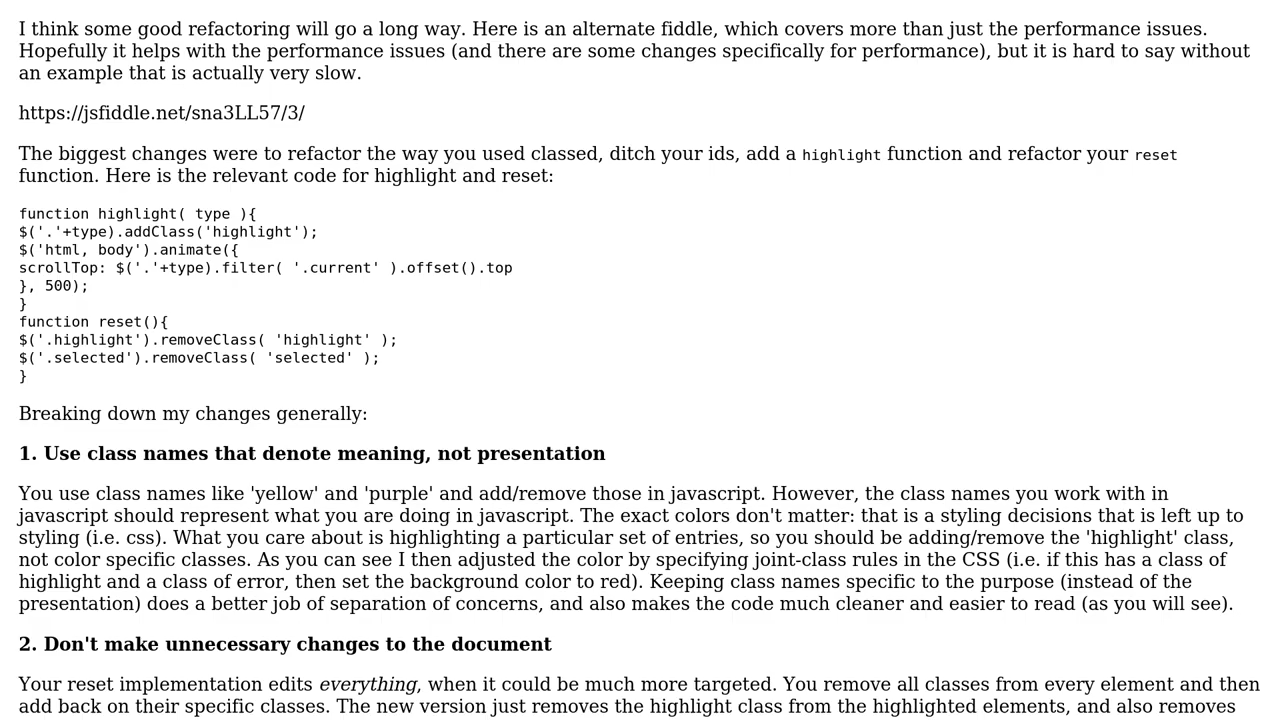 I think some good refactoring will go a long way. Here is an alternate fiddle, which covers more than just the performance issues.
Hopefully it helps with the performance issues (and there are some changes specifically for performance), but it is hard to say without
an example that is actually very slow.
https://jsfiddle.net/sna3LL57/3/
The biggest changes were to refactor the way you used classed, ditch your ids, add a highlight function and refactor your reset
function. Here is the relevant code for highlight and reset:
function highlight( type ){
$('.'+type).addClass('highlight');
$('html, body').animate({
scrollTop: $('.'+type).filter( '.current' ).offset().top
}, 500);
}
function reset(){
$('.highlight').removeClass( 'highlight' );
$('.selected').removeClass( 'selected' );
}
Breaking down my changes generally:
1. Use class names that denote meaning, not presentation
You use class names like 'yellow' and 'purple' and add/remove those in javascript. However, the class names you work with in
javascript should represent what you are doing in javascript. The exact colors don't matter: that is a styling decisions that is left up to
styling (i.e. css). What you care about is highlighting a particular set of entries, so you should be adding/remove the 'highlight' class,
not color specific classes. As you can see I then adjusted the color by specifying joint-class rules in the CSS (i.e. if this has a class of
highlight and a class of error, then set the background color to red). Keeping class names specific to the purpose (instead of the
presentation) does a better job of separation of concerns, and also makes the code much cleaner and easier to read (as you will see).
2. Don't make unnecessary changes to the document
Your reset implementation edits everything, when it could be much more targeted. You remove all classes from every element and then
add back on their specific classes. The new version just removes the highlight class from the highlighted elements, and also removes